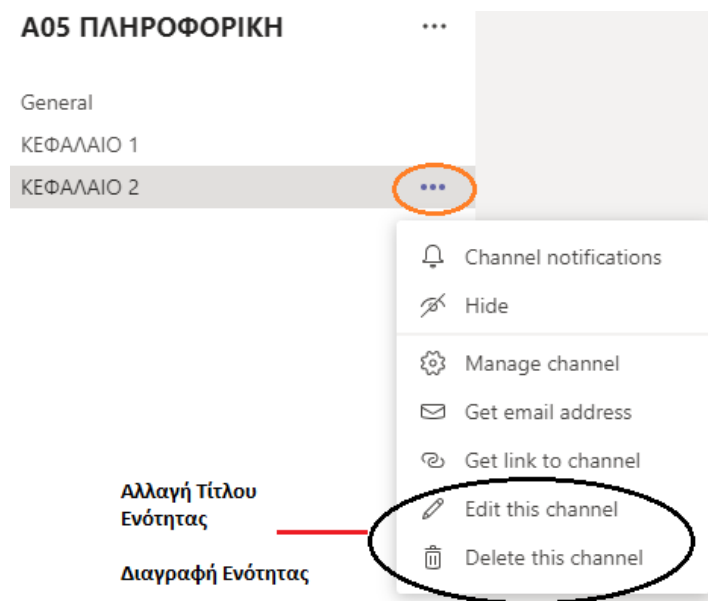 Α05 ΠΛΗΡΟΦΟΡΙΚΗ
General
ΚΕΦΑΛΑΙΟ 1
ΚΕΦΑΛΑΙΟ 2
Channel notifications
Hide
Manage channel
Get email address
Get link to channel
Αλλαγή Τίτλου
Ενότητας
Edit this channel
Διαγραφή Ενότητας
Delete this channel